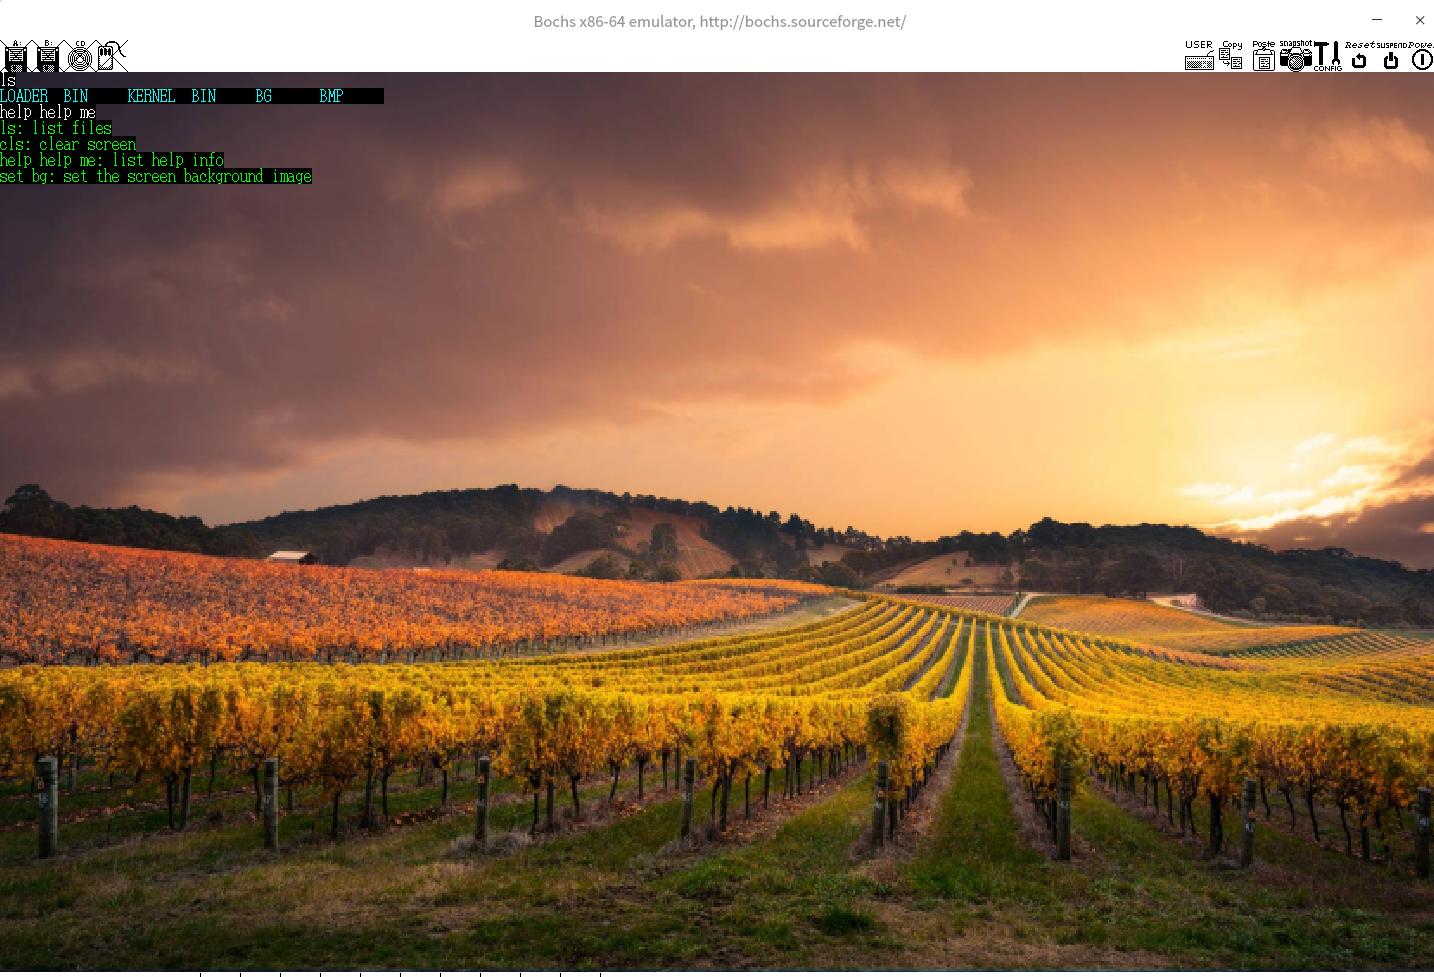 Bochs x86-64 emulator, http://bochs.sourceforge.net/
A: B: CD USER Copy Paste snapshot CONFIG Reset SUSPEND Power
ls
LOADER BIN KERNEL BIN BG BMP
help help me
ls: list files
cls: clear screen
help help me: list help info
set bg: set the screen background image